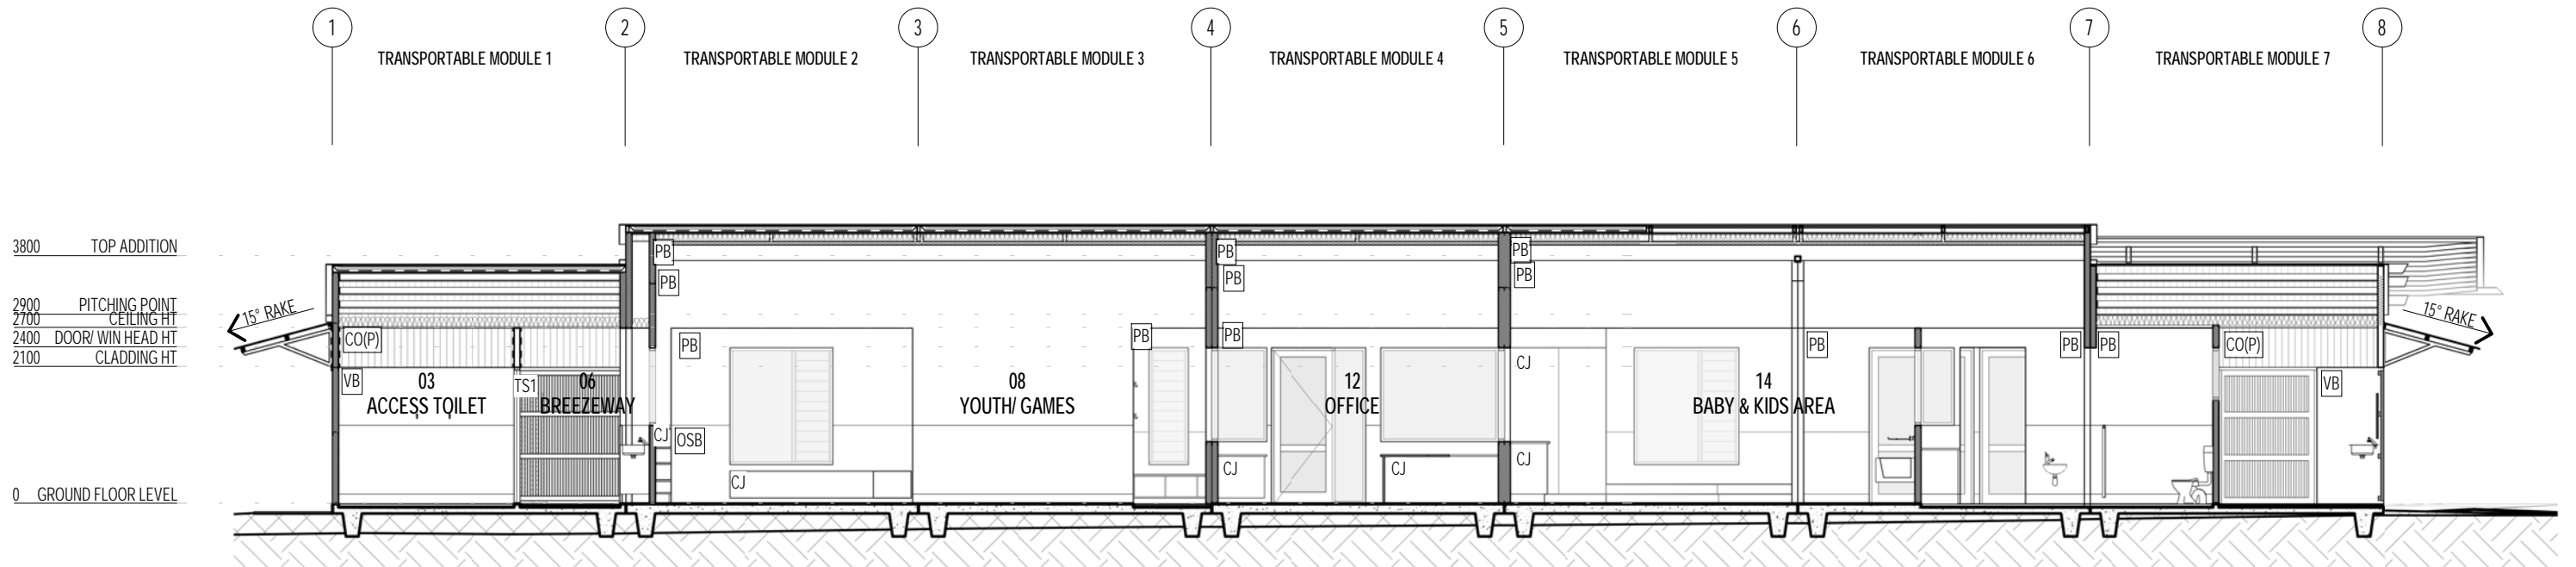 1
2
3
4
5
6
7
8
TRANSPORTABLE MODULE 1
TRANSPORTABLE MODULE 2
TRANSPORTABLE MODULE 3
TRANSPORTABLE MODULE 4
TRANSPORTABLE MODULE 5
TRANSPORTABLE MODULE 6
TRANSPORTABLE MODULE 7
3800 TOP ADDITION
2900 PITCHING POINT
2700 CEILING HT
2400 DOOR/ WIN HEAD HT
2100 CLADDING HT
0 GROUND FLOOR LEVEL
15° RAKE
CO(P)
VB
03
ACCESS TOILET
TS1
06
BREEZEWAY
PB
PB
PB
CJ
OSB
CJ
08
YOUTH/ GAMES
PB
PB
PB
PB
CJ
12
OFFICE
CJ
PB
PB
CJ
CJ
14
BABY & KIDS AREA
PB
PB
PB
CO(P)
VB
15° RAKE